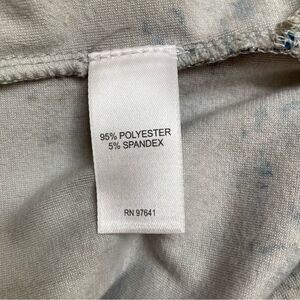 95% POLYESTER
5% SPANDEX
RN 97641